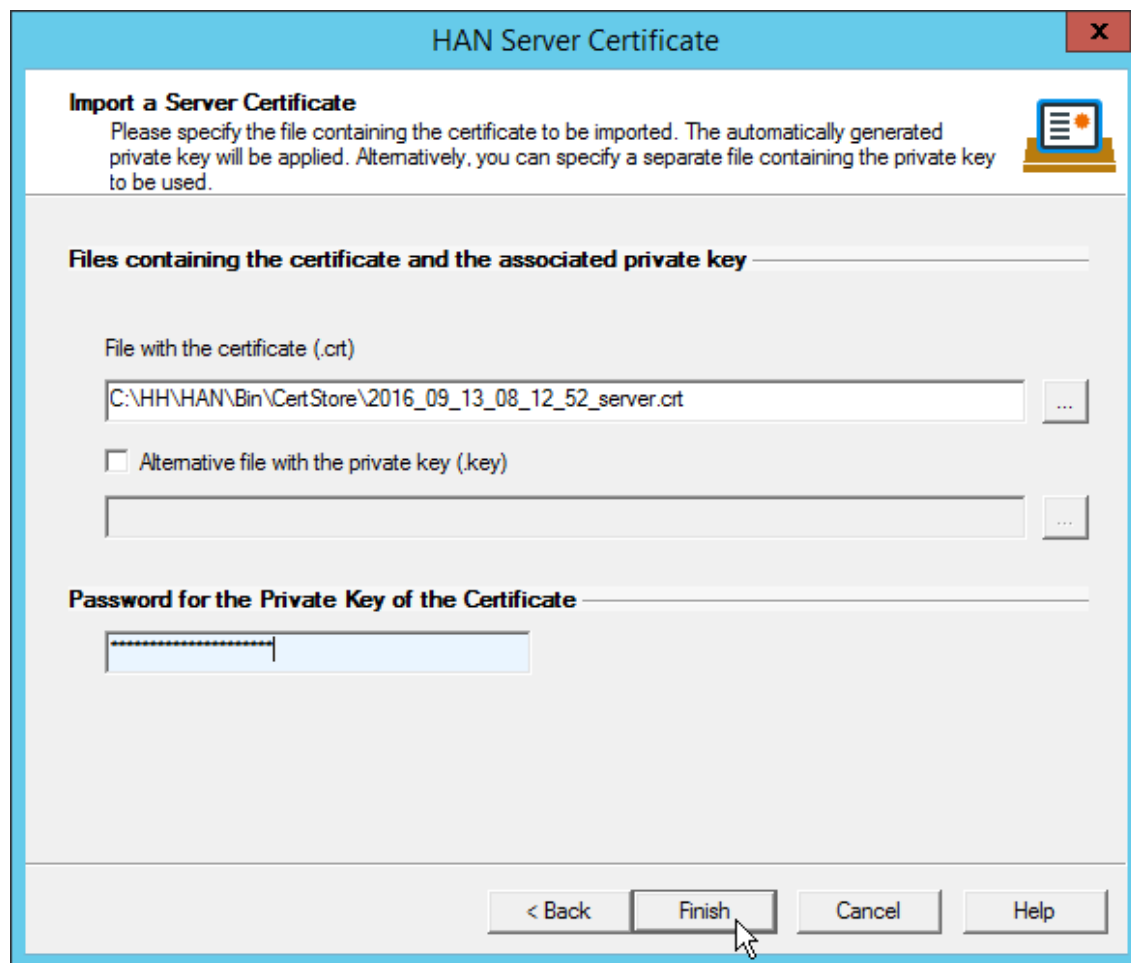 HAN Server Certificate
x
Import a Server Certificate
Please specify the file containing the certificate to be imported. The automatically generated
private key will be applied. Alternatively, you can specify a separate file containing the private key
to be used.
Files containing the certificate and the associated private key
File with the certificate (.crt)
C:\HH\HAN\Bin\CertStore\2016_09_13_08_12_52_server.crt
...
Alternative file with the private key (.key)
...
Password for the Private Key of the Certificate
*********************
< Back
Finish
Cancel
Help